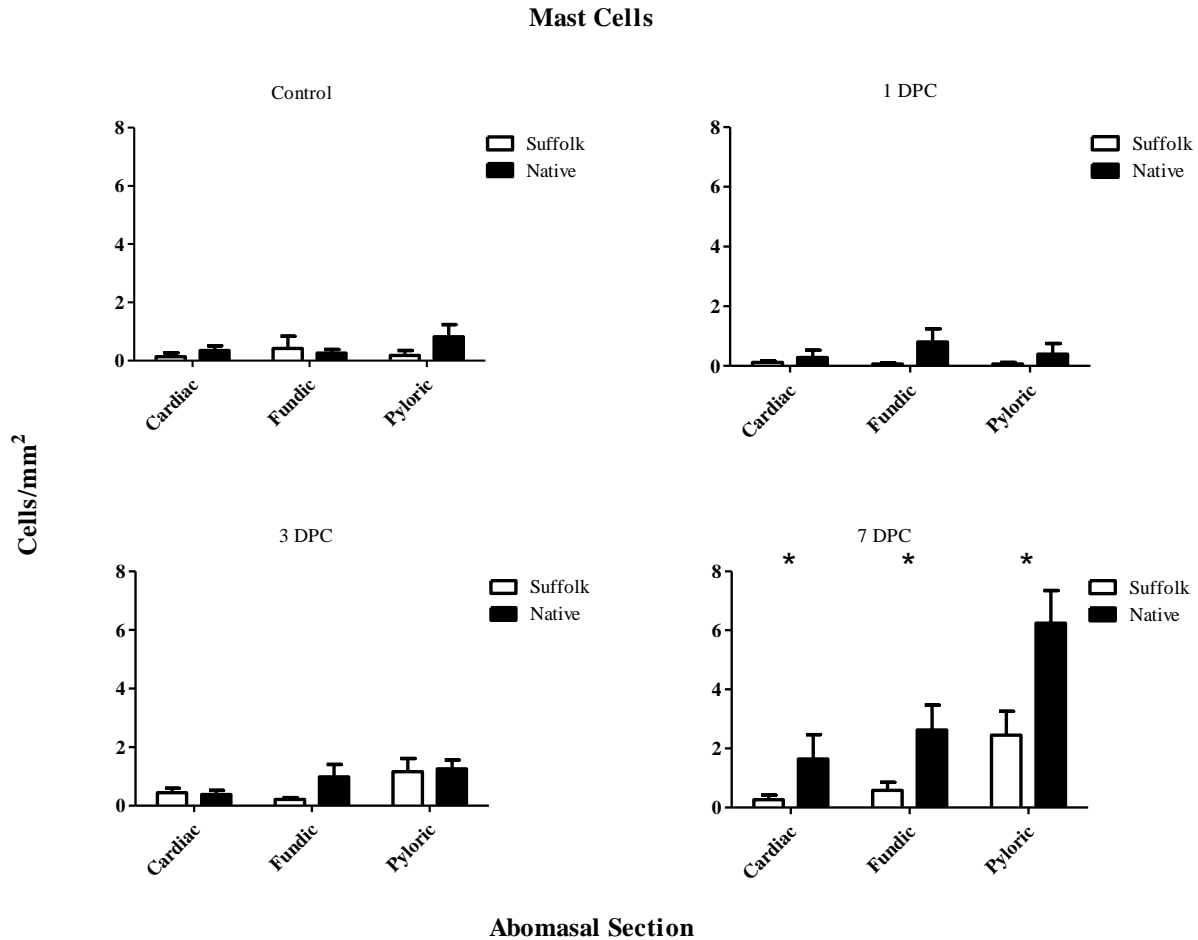 Mast Cells
Control
8
6
4
2
0
Suffolk
Native
Cardiac
Fundic
Pyloric
1 DPC
8
6
4
2
0
Suffolk
Native
Cardiac
Fundic
Pyloric
Cells/mm²
3 DPC
8
6
4
2
0
Suffolk
Native
Cardiac
Fundic
Pyloric
7 DPC
* * *
8
6
4
2
0
Suffolk
Native
Cardiac
Fundic
Pyloric
Abomasal Section